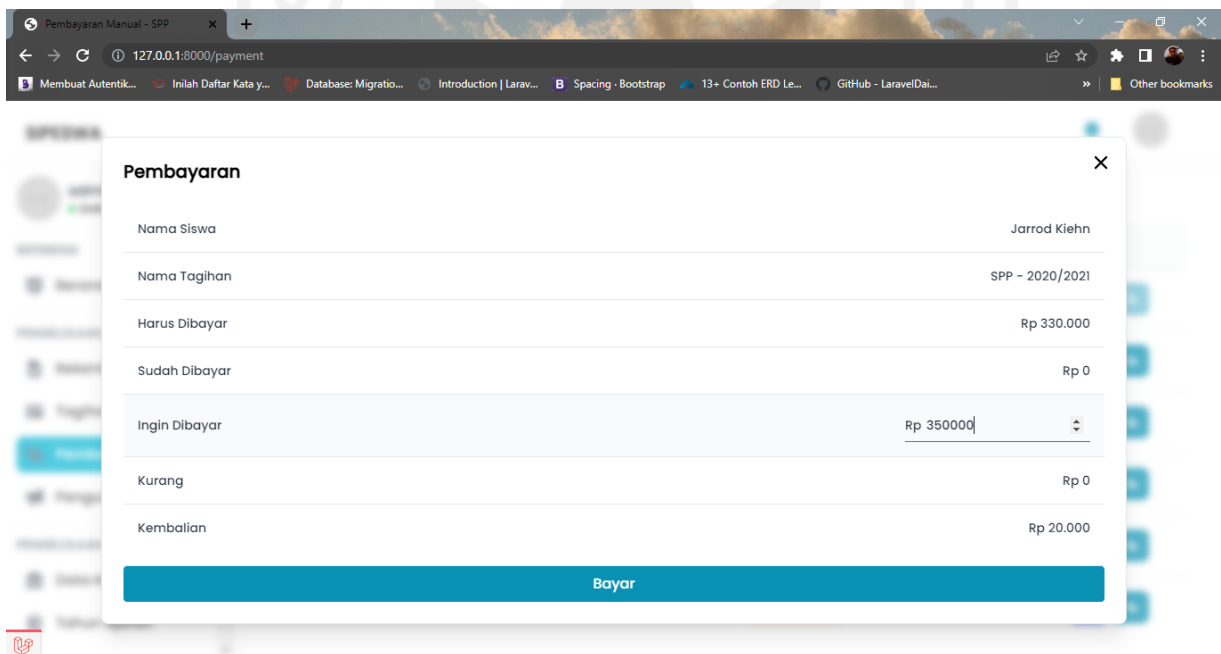 Pembayaran Manual - SPP
127.0.0.1:8000/payment
Membuat Autentik... Inilah Daftar Kata y... Database: Migratio... Introduction | Larav... B Spacing · Bootstrap 13+ Contoh ERD Le... GitHub - LaravelDai... » Other bookmarks
SIPESWA
Pembayaran
Nama Siswa Jarrod Kiehn
Nama Tagihan SPP - 2020/2021
Harus Dibayar Rp 330.000
Sudah Dibayar Rp 0
Ingin Dibayar Rp 350000
Kurang Rp 0
Kembalian Rp 20.000
Bayar